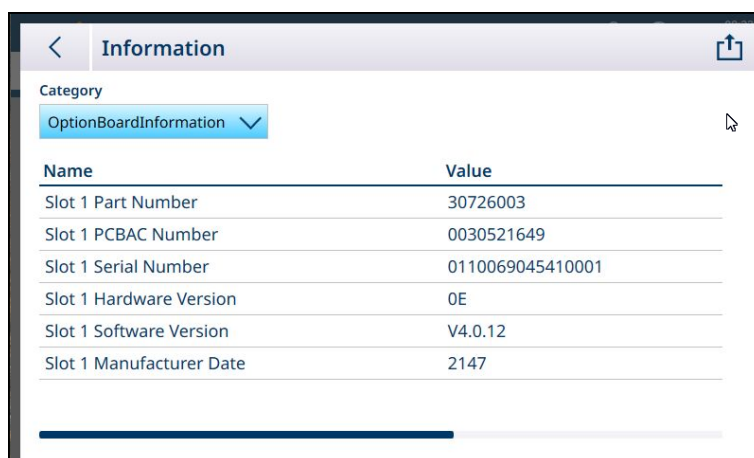 Information
Category
OptionBoardInformation
Name Value
Slot 1 Part Number 30726003
Slot 1 PCBAC Number 0030521649
Slot 1 Serial Number 0110069045410001
Slot 1 Hardware Version 0E
Slot 1 Software Version V4.0.12
Slot 1 Manufacturer Date 2147